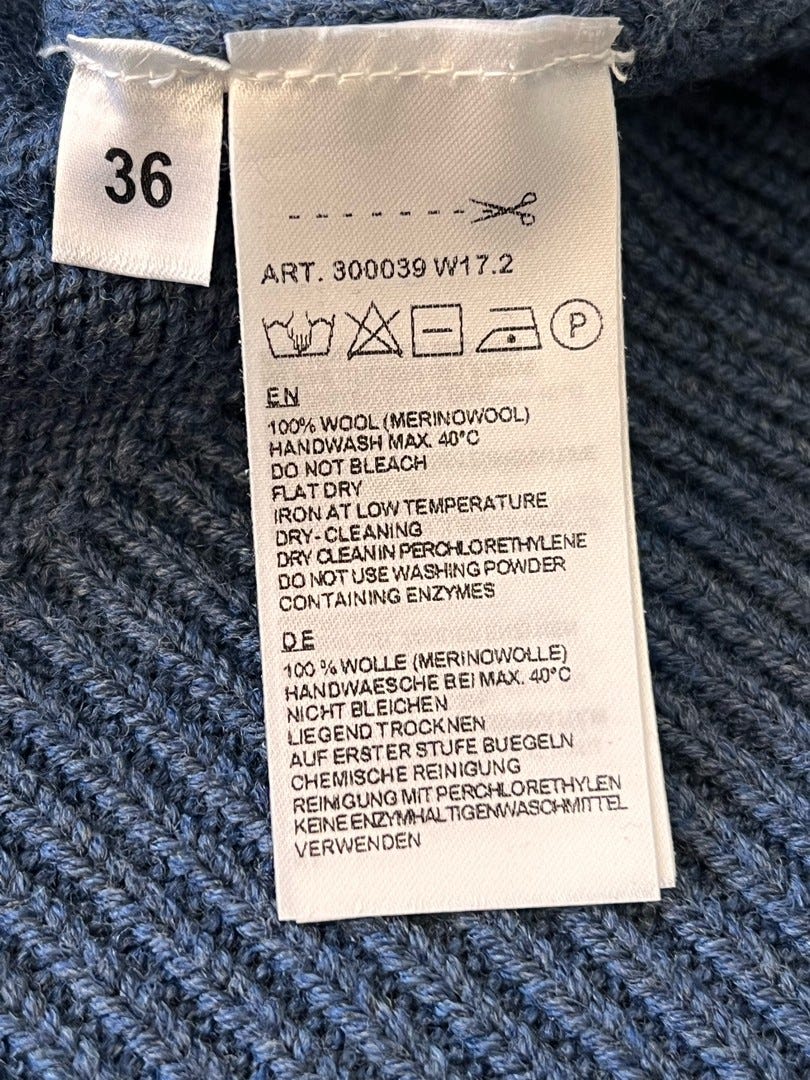 36
ART. 300039 W17.2
P
EN
100% WOOL (MERINOWOOL)
HANDWASH MAX. 40°C
DO NOT BLEACH
FLAT DRY
IRON AT LOW TEMPERATURE
DRY-CLEANING
DRY CLEAN IN PERCHLORETHYLENE
DO NOT USE WASHING POWDER
CONTAINING ENZYMES
DE
100 % WOLLE (MERINOWOLLE)
HANDWAESCHE BEI MAX. 40°C
NICHT BLEICHEN
LIEGEND TROCKNEN
AUF ERSTER STUFE BUEGELN
CHEMISCHE REINIGUNG
REINIGUNG MIT PERCHLORETHYLEN
KEINE ENZYMHALTIGEN WASCHMITTEL
VERWENDEN